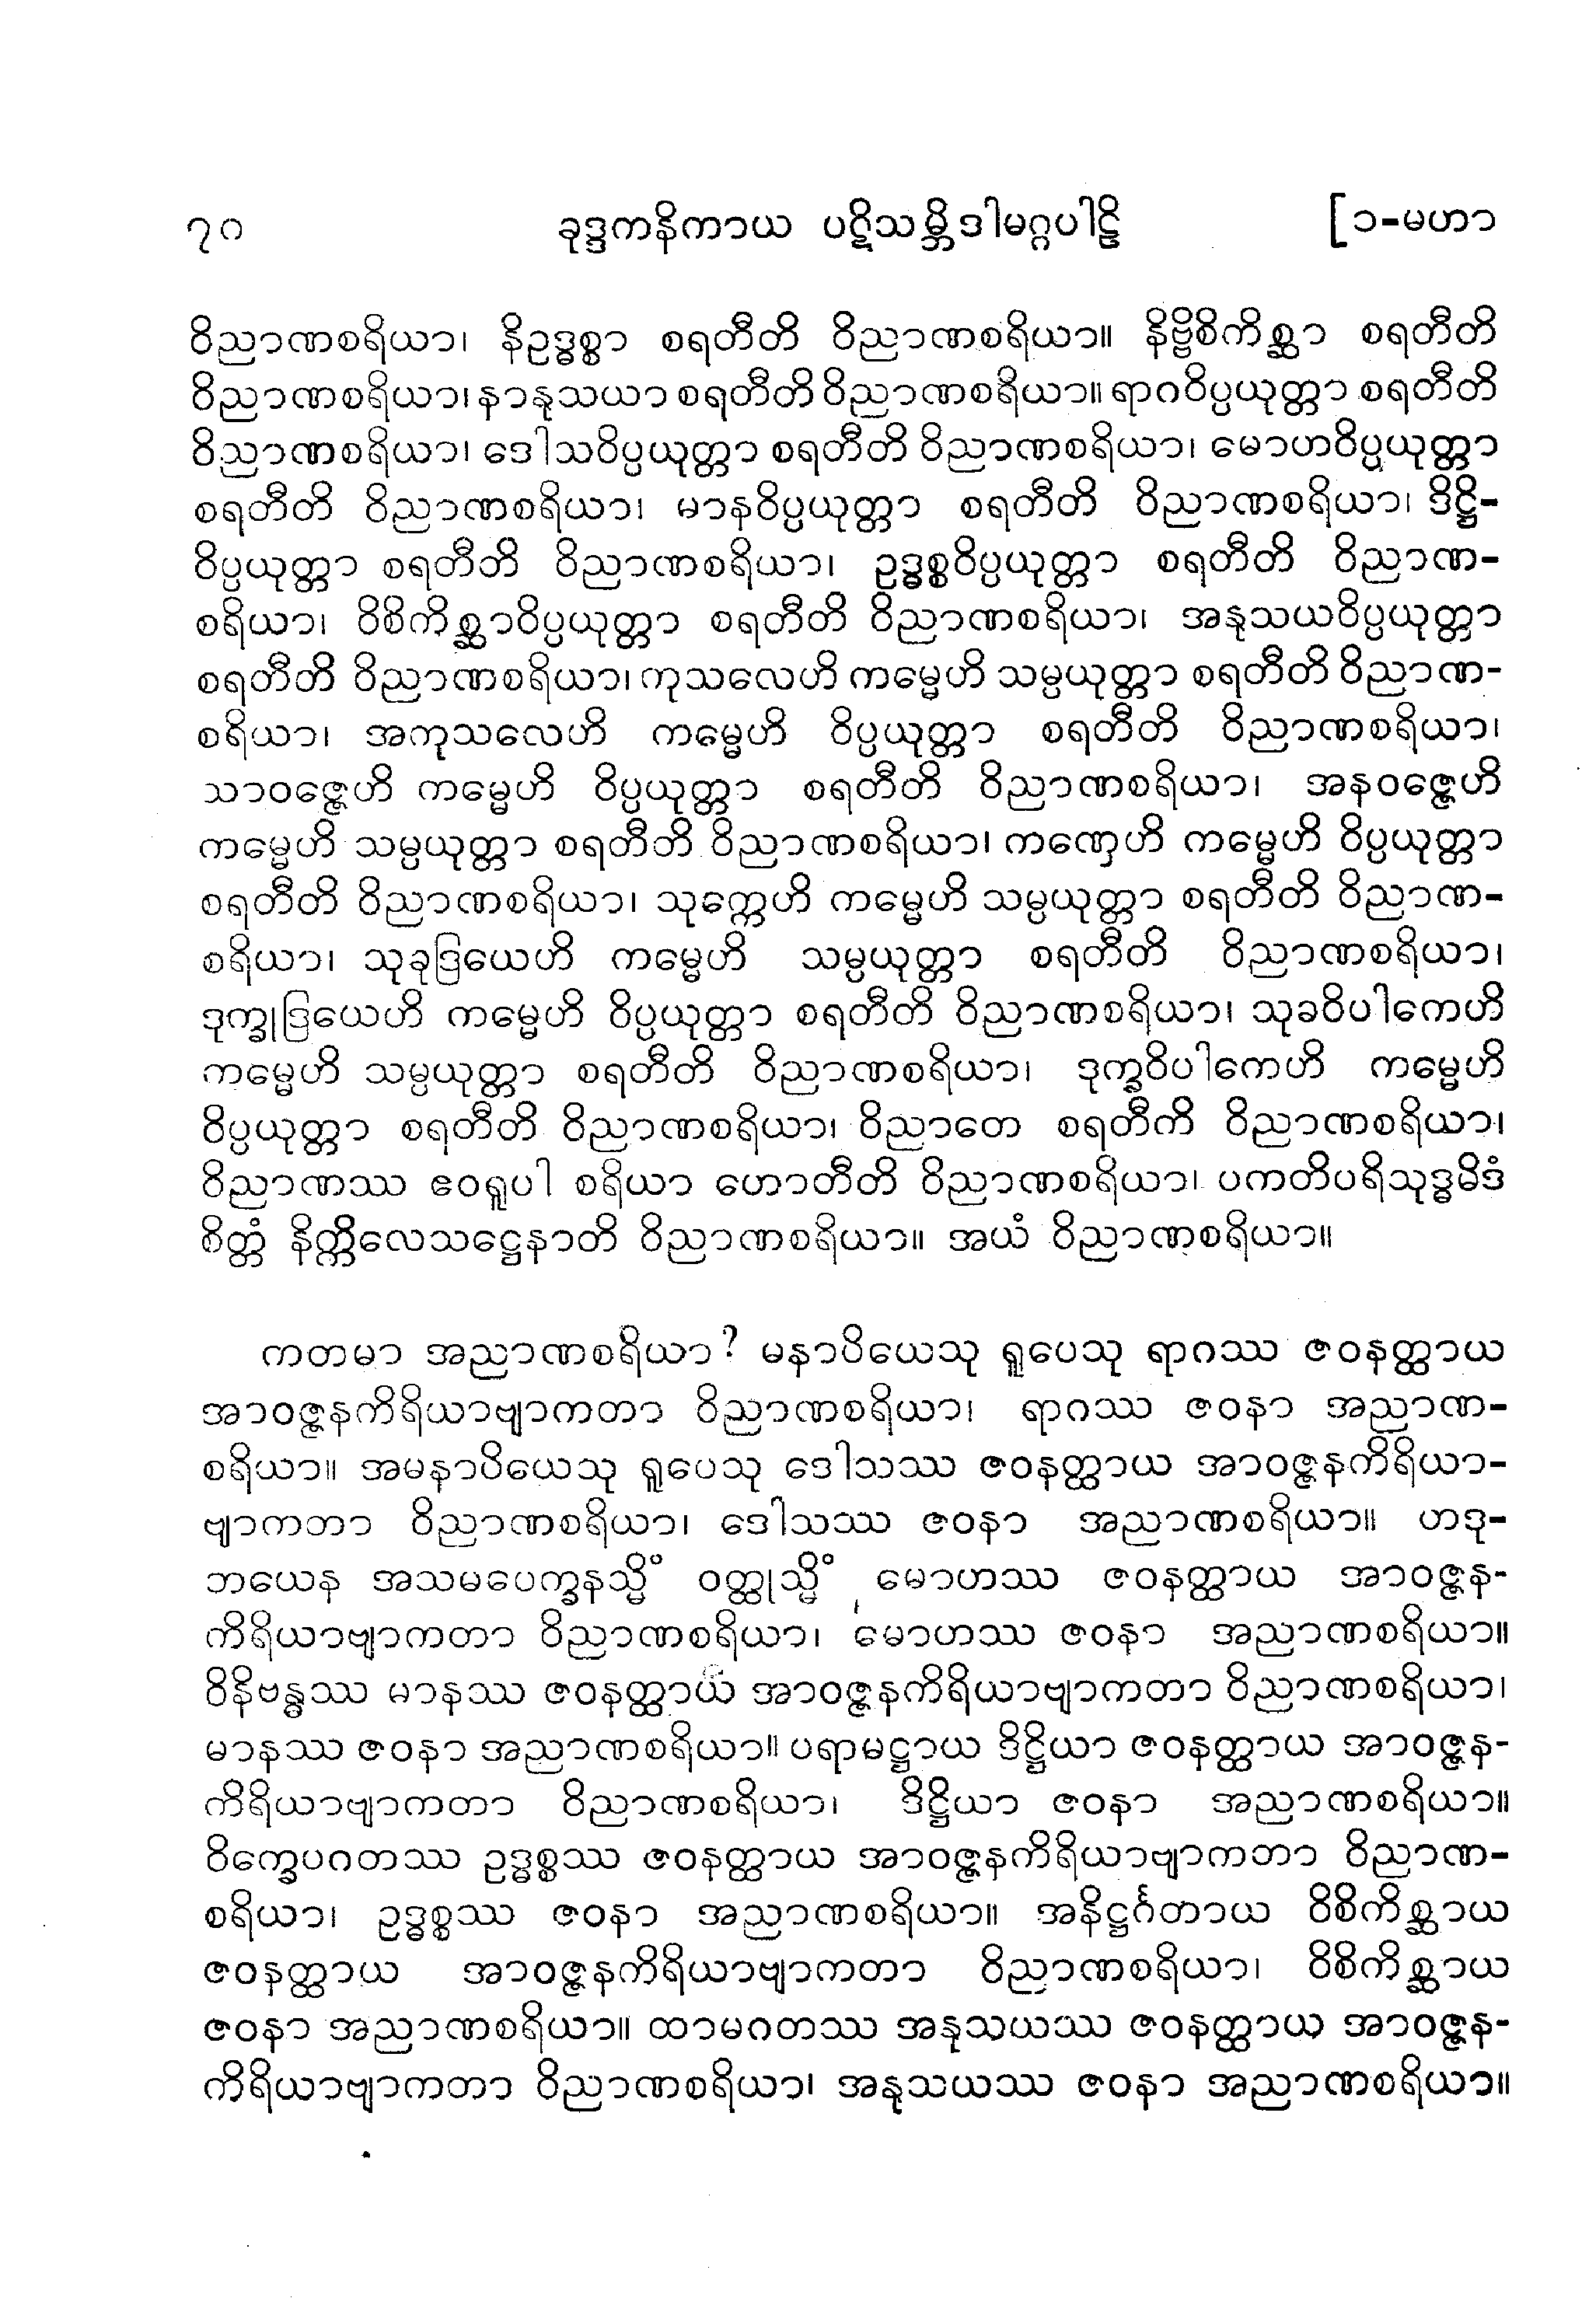 ၇၀ ခုဒ္ဒကနိကာယ ပဋိသမ္ဘိဒါမဂ္ဂပါဠိ [၁-မဟာ
ဝိညာဏစရိယာ၊ နိဥဒ္ဓစ္စာ စရတီတိ ဝိညာဏစရိယာ။ နိဗ္ဗိစိကိစ္ဆာ စရတီတိ
ဝိညာဏစရိယာ၊ နာနုသယာ စရတီတိ ဝိညာဏစရိယာ။ ရာဂဝိပ္ပယုတ္တာ စရတီတိ
ဝိညာဏစရိယာ၊ ဒေါသဝိပ္ပယုတ္တာ စရတီတိ ဝိညာဏစရိယာ၊ မောဟဝိပ္ပယုတ္တာ
စရတီတိ ဝိညာဏစရိယာ၊ မာနဝိပ္ပယုတ္တာ စရတီတိ ဝိညာဏစရိယာ၊ ဒိဋ္ဌိ-
ဝိပ္ပယုတ္တာ စရတီတိ ဝိညာဏစရိယာ၊ ဥဒ္ဓစ္စဝိပ္ပယုတ္တာ စရတီတိ ဝိညာဏ-
စရိယာ၊ ဝိစိကိစ္ဆာဝိပ္ပယုတ္တာ စရတီတိ ဝိညာဏစရိယာ၊ အနုသယဝိပ္ပယုတ္တာ
စရတီတိ ဝိညာဏစရိယာ၊ ကုသလေဟိ ကမ္မေဟိ သမ္ပယုတ္တာ စရတီတိ ဝိညာဏ-
စရိယာ၊ အကုသလေဟိ ကမ္မေဟိ ဝိပ္ပယုတ္တာ စရတီတိ ဝိညာဏစရိယာ၊
သာဝဇ္ဇေဟိ ကမ္မေဟိ ဝိပ္ပယုတ္တာ စရတီတိ ဝိညာဏစရိယာ၊ အနဝဇ္ဇေဟိ
ကမ္မေဟိ သမ္ပယုတ္တာ စရတီတိ ဝိညာဏစရိယာ၊ ကဏှေဟိ ကမ္မေဟိ ဝိပ္ပယုတ္တာ
စရတီတိ ဝိညာဏစရိယာ၊ သုက္ကေဟိ ကမ္မေဟိ သမ္ပယုတ္တာ စရတီတိ ဝိညာဏ-
စရိယာ၊ သုခုဒြယေဟိ ကမ္မေဟိ သမ္ပယုတ္တာ စရတီတိ ဝိညာဏစရိယာ၊
ဒုက္ခုဒြယေဟိ ကမ္မေဟိ ဝိပ္ပယုတ္တာ စရတီတိ ဝိညာဏစရိယာ၊ သုခဝိပါကေဟိ
ကမ္မေဟိ သမ္ပယုတ္တာ စရတီတိ ဝိညာဏစရိယာ၊ ဒုက္ခဝိပါကေဟိ ကမ္မေဟိ
ဝိပ္ပယုတ္တာ စရတီတိ ဝိညာဏစရိယာ၊ ဝိညာတေ စရတီကိ ဝိညာဏစရိယာ၊
ဝိညာဏဿ ဧဝရူပါ စရိယာ ဟောတီတိ ဝိညာဏစရိယာ၊ ပကတိပရိသုဒ္ဓမိဒံ
စိတ္တံ နိက္ကိလေသဋ္ဌေနာတိ ဝိညာဏစရိယာ။ အယံ ဝိညာဏစရိယာ။
ကတမာ အညာဏစရိယာ? မနာပိယေသု ရူပေသု ရာဂဿ ဇဝနတ္ထာယ
အာဝဇ္ဇနကိရိယာဗျာကတာ ဝိညာဏစရိယာ၊ ရာဂဿ ဇဝနာ အညာဏ-
စရိယာ။ အမနာပိယေသု ရူပေသု ဒေါသဿ ဇဝနတ္ထာယ အာဝဇ္ဇနကိရိယာ-
ဗျာကတာ ဝိညာဏစရိယာ၊ ဒေါသဿ ဇဝနာ အညာဏစရိယာ။ ဟဒု-
ဘယေန အသမပေက္ခနသ္မိံ ဝတ္ထုသ္မိံ မောဟဿ ဇဝနတ္ထာယ အာဝဇ္ဇန-
ကိရိယာဗျာကတာ ဝိညာဏစရိယာ၊ မောဟဿ ဇဝနာ အညာဏစရိယာ။
ဝိနိဗန္ဓဿ မာနဿ ဇဝနတ္ထာယ အာဝဇ္ဇနကိရိယာဗျာကတာ ဝိညာဏစရိယာ၊
မာနဿ ဇဝနာ အညာဏစရိယာ။ ပရာမဋ္ဌာယ ဒိဋ္ဌိယာ ဇဝနတ္ထာယ အာဝဇ္ဇန-
ကိရိယာဗျာကတာ ဝိညာဏစရိယာ၊ ဒိဋ္ဌိယာ ဇဝနာ အညာဏစရိယာ။
ဝိက္ခေပဂတဿ ဥဒ္ဓစ္စဿ ဇဝနတ္ထာယ အာဝဇ္ဇနကိရိယာဗျာကတာ ဝိညာဏ-
စရိယာ၊ ဥဒ္ဓစ္စဿ ဇဝနာ အညာဏစရိယာ။ အနိဋ္ဌင်္ဂတာယ ဝိစိကိစ္ဆာယ
ဇဝနတ္ထာယ အာဝဇ္ဇနကိရိယာဗျာကတာ ဝိညာဏစရိယာ၊ ဝိစိကိစ္ဆာယ
ဇဝနာ အညာဏစရိယာ။ ထာမဂတဿ အနုသယဿ ဇဝနတ္ထာယ အာဝဇ္ဇန-
ကိရိယာဗျာကတာ ဝိညာဏစရိယာ၊ အနုသယဿ ဇဝနာ အညာဏစရိယာ။